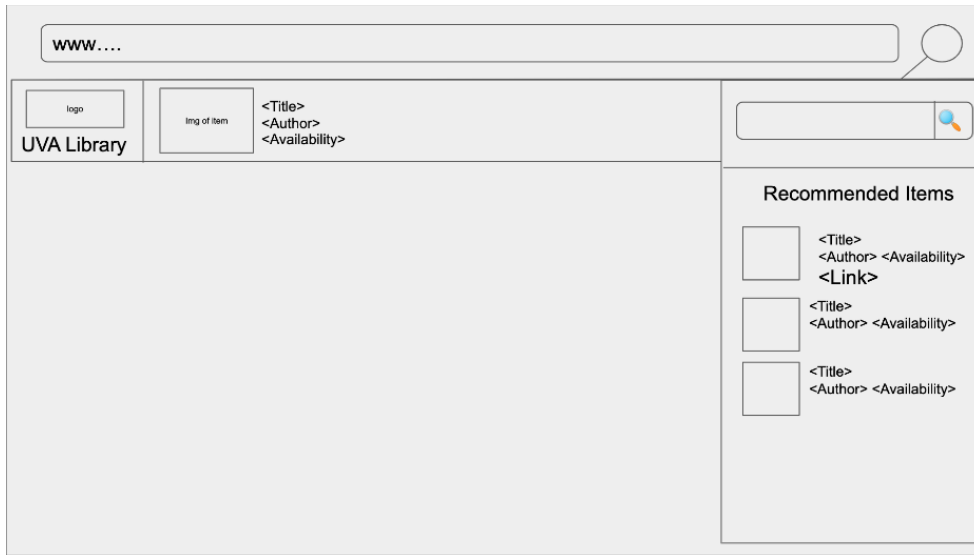 www....
logo
UVA Library
Img of item
<Title>
<Author>
<Availability>
Recommended Items
<Title>
<Author> <Availability>
<Link>
<Title>
<Author> <Availability>
<Title>
<Author> <Availability>